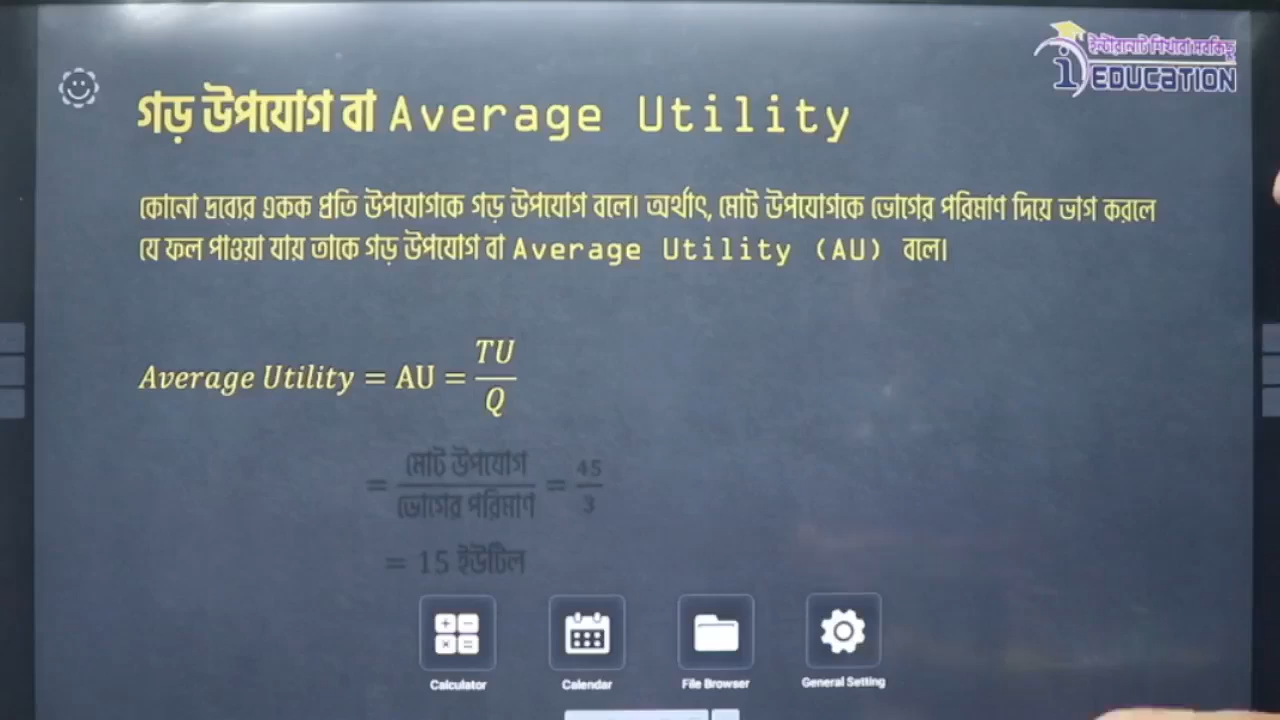 ইন্টারনেটে শিখবো সবকিছু
i EDUCATION
গড় উপযোগ বা Average Utility
কোনো দ্রব্যের একক প্রতি উপযোগকে গড় উপযোগ বলে। অর্থাৎ, মোট উপযোগকে ভোগের পরিমাণ দিয়ে ভাগ করলে
যে ফল পাওয়া যায় তাকে গড় উপযোগ বা Average Utility (AU) বলে।
Average Utility = AU = TU/Q
= মোট উপযোগ/ভোগের পরিমাণ = 45/3
= 15 ইউটিল
Calculator Calendar File Browser General Setting